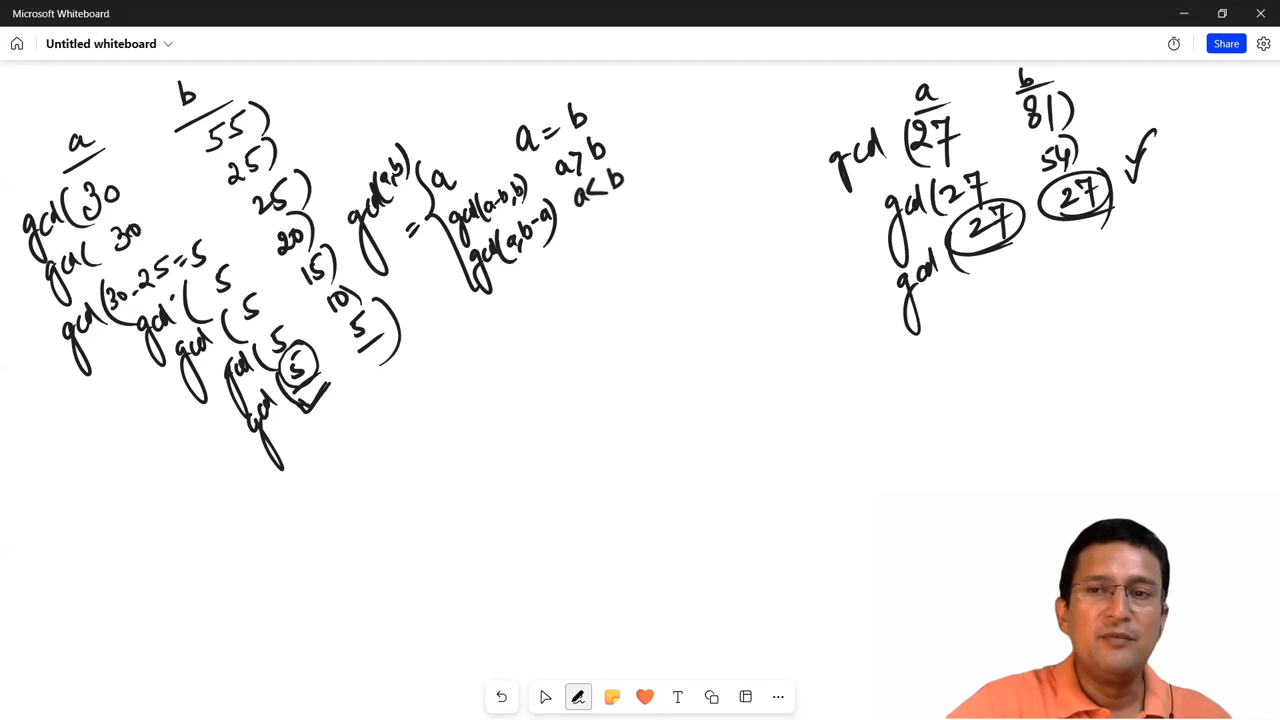 Microsoft Whiteboard
Untitled whiteboard
Share
a b
gcd(30 55)
gcd( 30 25)
gcd(30-25=5 25)
gcd( 5 20)
gcd( 5 15)
gcd( 5 10)
gcd( 5 5)
gcd(a,b) = { a a=b
gcd(a-b,b) a>b
gcd(a,b-a) a<b
a b
gcd (27 81)
gcd(27 54)
gcd( 27 27)
T